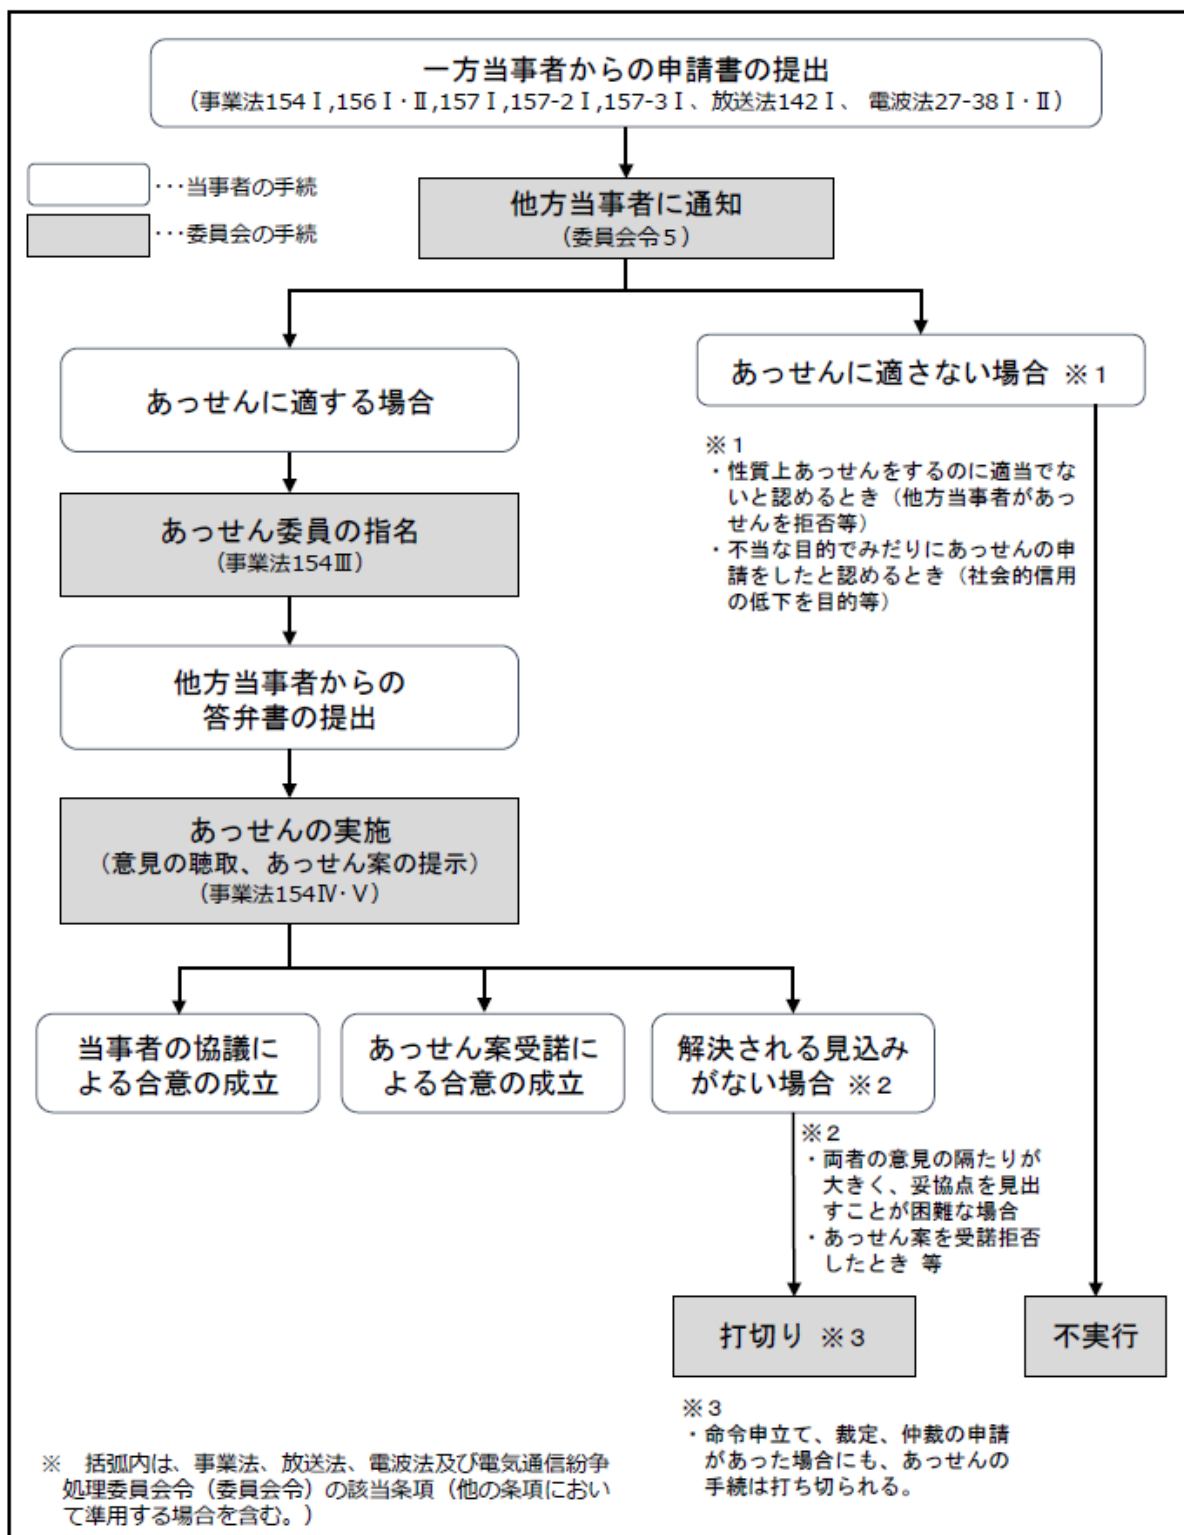 一方当事者からの申請書の提出
（事業法154Ⅰ,156Ⅰ・Ⅱ,157Ⅰ,157-2Ⅰ,157-3Ⅰ、放送法142Ⅰ、電波法27-38Ⅰ・Ⅱ）
･･･当事者の手続
･･･委員会の手続
他方当事者に通知
（委員会令５）
あっせんに適する場合
あっせんに適さない場合 ※１
※１
・性質上あっせんをするのに適当でな
いと認めるとき（他方当事者があっ
せんを拒否等）
・不当な目的でみだりにあっせんの申
請をしたと認めるとき（社会的信用
の低下を目的等）
あっせん委員の指名
（事業法154Ⅲ）
他方当事者からの
答弁書の提出
あっせんの実施
（意見の聴取、あっせん案の提示）
（事業法154Ⅳ・Ⅴ）
当事者の協議に
よる合意の成立
あっせん案受諾に
よる合意の成立
解決される見込み
がない場合 ※２
※２
・両者の意見の隔たりが
大きく、妥協点を見出
すことが困難な場合
・あっせん案を受諾拒否
したとき 等
打切り ※３
不実行
※３
・命令申立て、裁定、仲裁の申請
があった場合にも、あっせんの
手続は打ち切られる。
※ 括弧内は、事業法、放送法、電波法及び電気通信紛争
処理委員会令（委員会令）の該当条項（他の条項におい
て準用する場合を含む。）